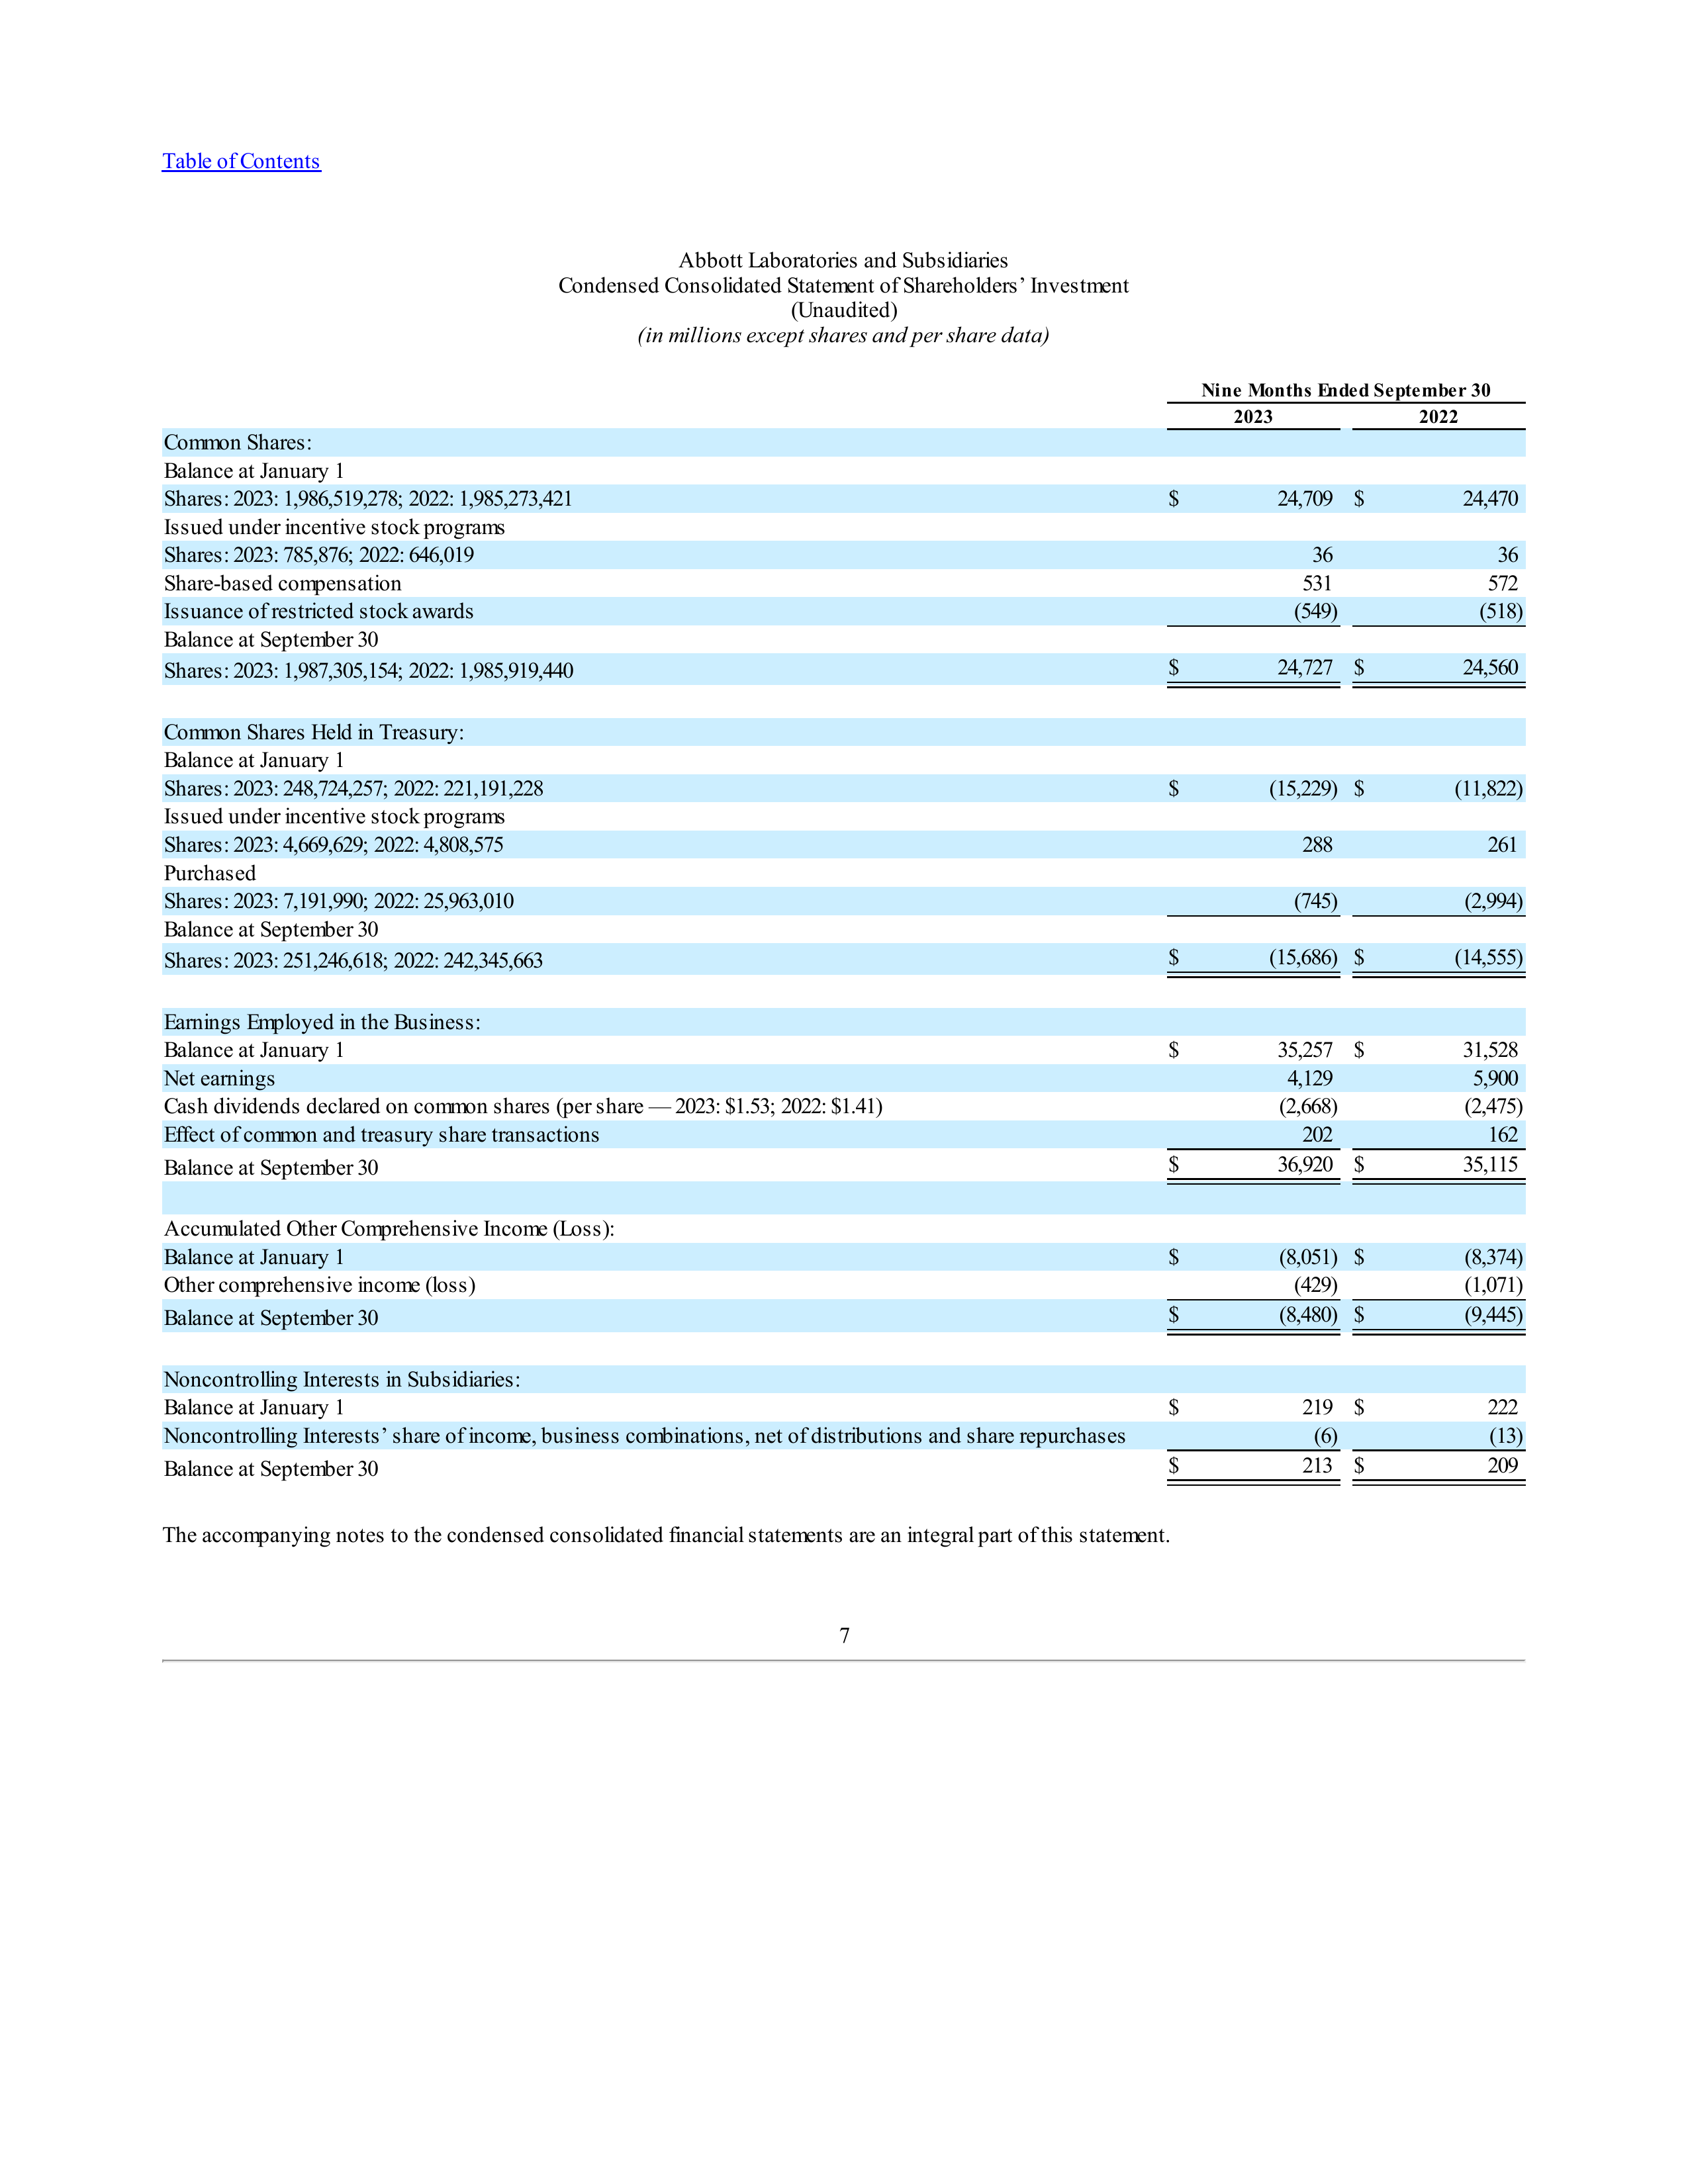 Table of Contents
Abbott Laboratories and Subsidiaries
Condensed Consolidated Statement of Shareholders’ Investment
(Unaudited)
(in millions except shares and per share data)
Nine Months Ended September 30
2023 2022
Common Shares:
Balance at January 1
Shares: 2023: 1,986,519,278; 2022: 1,985,273,421 $ 24,709 $ 24,470
Issued under incentive stock programs
Shares: 2023: 785,876; 2022: 646,019 36 36
Share-based compensation 531 572
Issuance of restricted stock awards (549) (518)
Balance at September 30
Shares: 2023: 1,987,305,154; 2022: 1,985,919,440 $ 24,727 $ 24,560
Common Shares Held in Treasury:
Balance at January 1
Shares: 2023: 248,724,257; 2022: 221,191,228 $ (15,229) $ (11,822)
Issued under incentive stock programs
Shares: 2023: 4,669,629; 2022: 4,808,575 288 261
Purchased
Shares: 2023: 7,191,990; 2022: 25,963,010 (745) (2,994)
Balance at September 30
Shares: 2023: 251,246,618; 2022: 242,345,663 $ (15,686) $ (14,555)
Earnings Employed in the Business:
Balance at January 1 $ 35,257 $ 31,528
Net earnings 4,129 5,900
Cash dividends declared on common shares (per share — 2023: $1.53; 2022: $1.41) (2,668) (2,475)
Effect of common and treasury share transactions 202 162
Balance at September 30 $ 36,920 $ 35,115
Accumulated Other Comprehensive Income (Loss):
Balance at January 1 $ (8,051) $ (8,374)
Other comprehensive income (loss) (429) (1,071)
Balance at September 30 $ (8,480) $ (9,445)
Noncontrolling Interests in Subsidiaries:
Balance at January 1 $ 219 $ 222
Noncontrolling Interests’ share of income, business combinations, net of distributions and share repurchases (6) (13)
Balance at September 30 $ 213 $ 209
The accompanying notes to the condensed consolidated financial statements are an integral part of this statement.
7